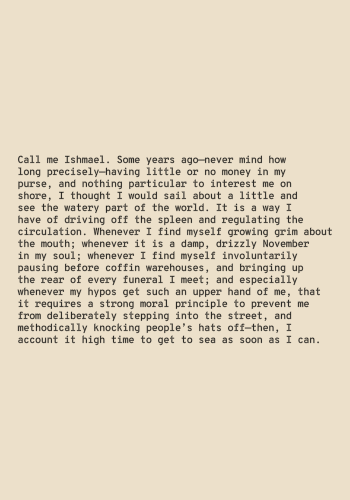 Call me Ishmael. Some years ago—never mind how
long precisely—having little or no money in my
purse, and nothing particular to interest me on
shore, I thought I would sail about a little and
see the watery part of the world. It is a way I
have of driving off the spleen and regulating the
circulation. Whenever I find myself growing grim about
the mouth; whenever it is a damp, drizzly November
in my soul; whenever I find myself involuntarily
pausing before coffin warehouses, and bringing up
the rear of every funeral I meet; and especially
whenever my hypos get such an upper hand of me, that
it requires a strong moral principle to prevent me
from deliberately stepping into the street, and
methodically knocking people’s hats off—then, I
account it high time to get to sea as soon as I can.